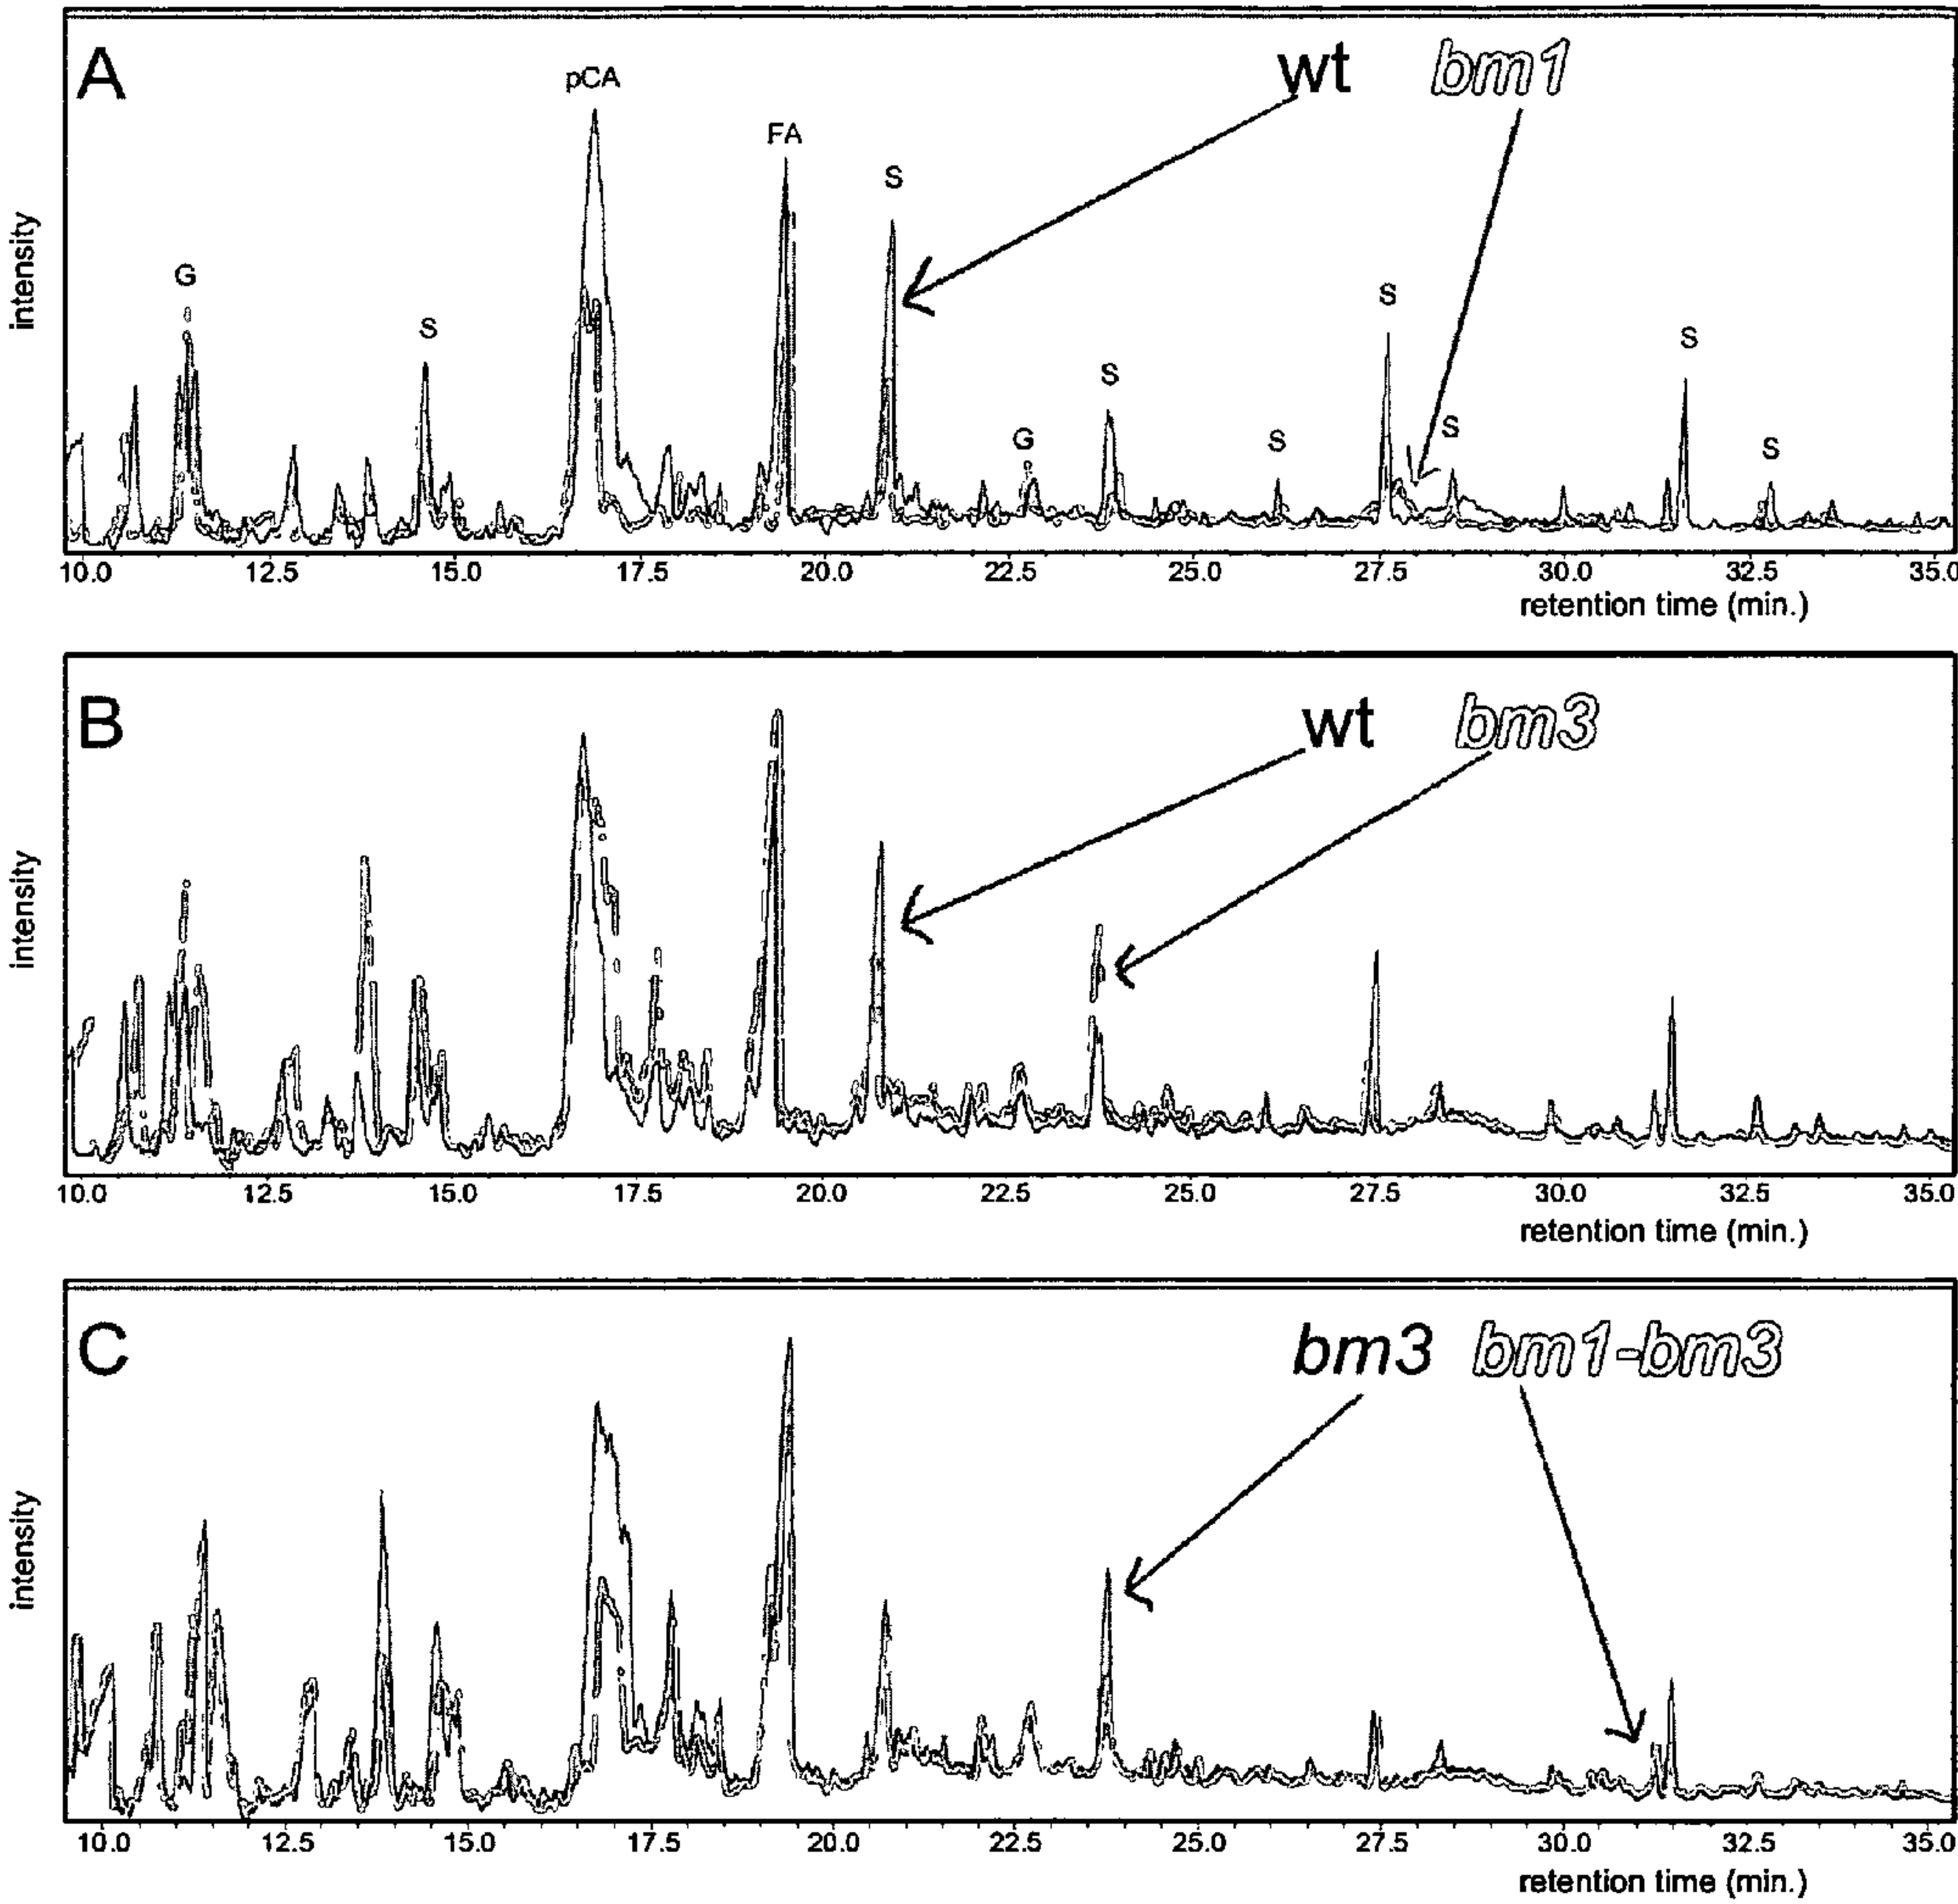 A
pCA
wt bm1
FA
S
G
S
S
S
S
G
S
S
S
intensity
10.0 12.5 15.0 17.5 20.0 22.5 25.0 27.5 30.0 32.5 35.0
retention time (min.)
B
wt bm3
intensity
10.0 12.5 15.0 17.5 20.0 22.5 25.0 27.5 30.0 32.5 35.0
retention time (min.)
C
bm3 bm1-bm3
intensity
10.0 12.5 15.0 17.5 20.0 22.5 25.0 27.5 30.0 32.5 35.0
retention time (min.)